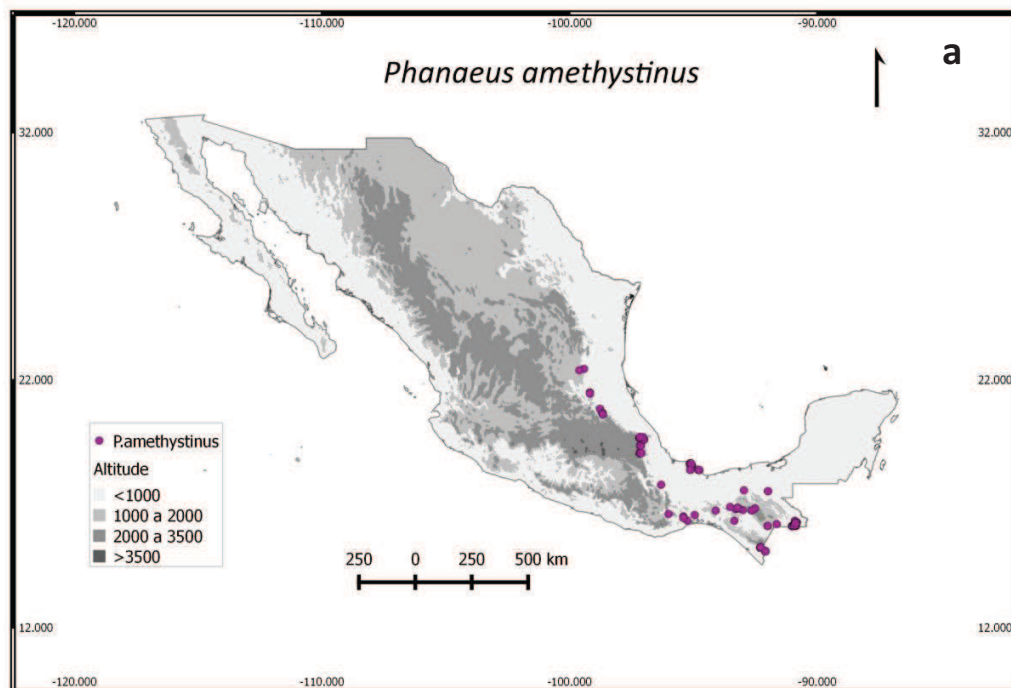 -120.000 -110.000 -100.000 -90.000
a
Phanaeus amethystinus
32.000 32.000
22.000 22.000
P.amethystinus
Altitude
<1000
1000 a 2000
2000 a 3500
>3500
250 0 250 500 km
12.000 12.000
-120.000 -110.000 -100.000 -90.000